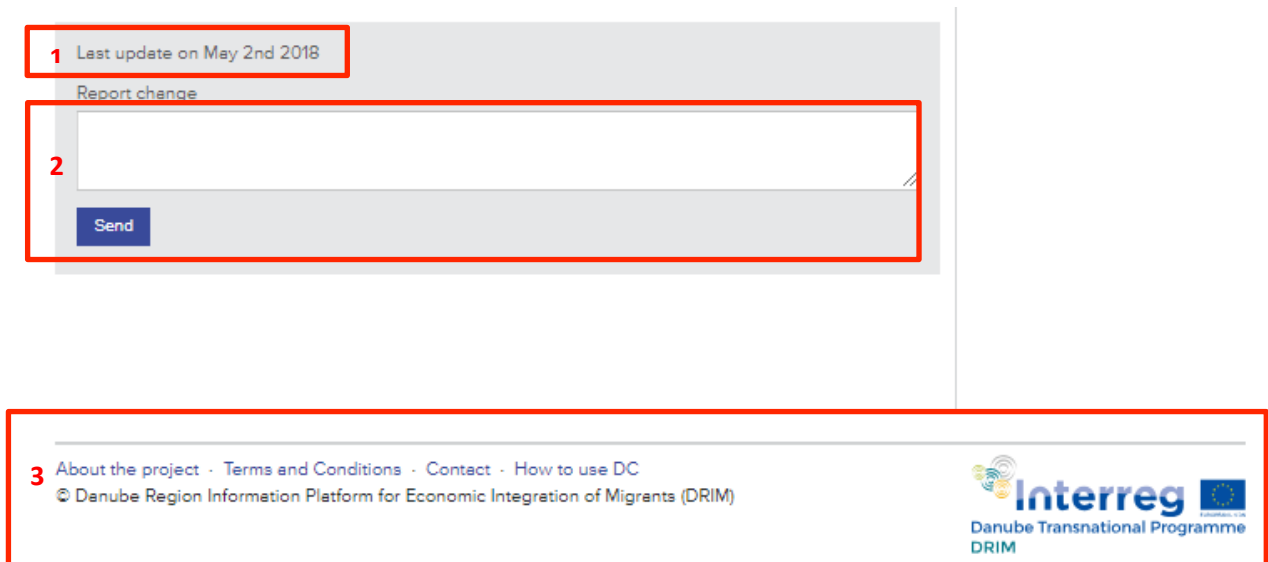 1 Last update on May 2nd 2018
Report change
2
Send
3 About the project · Terms and Conditions · Contact · How to use DC
© Danube Region Information Platform for Economic Integration of Migrants (DRIM)
Interreg
Danube Transnational Programme
DRIM